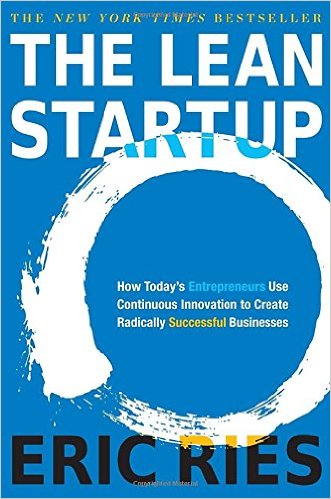 THE NEW YORK TIMES BESTSELLER
THE LEAN
STARTUP
How Today's Entrepreneurs Use
Continuous Innovation to Create
Radically Successful Businesses
ERIC RIES